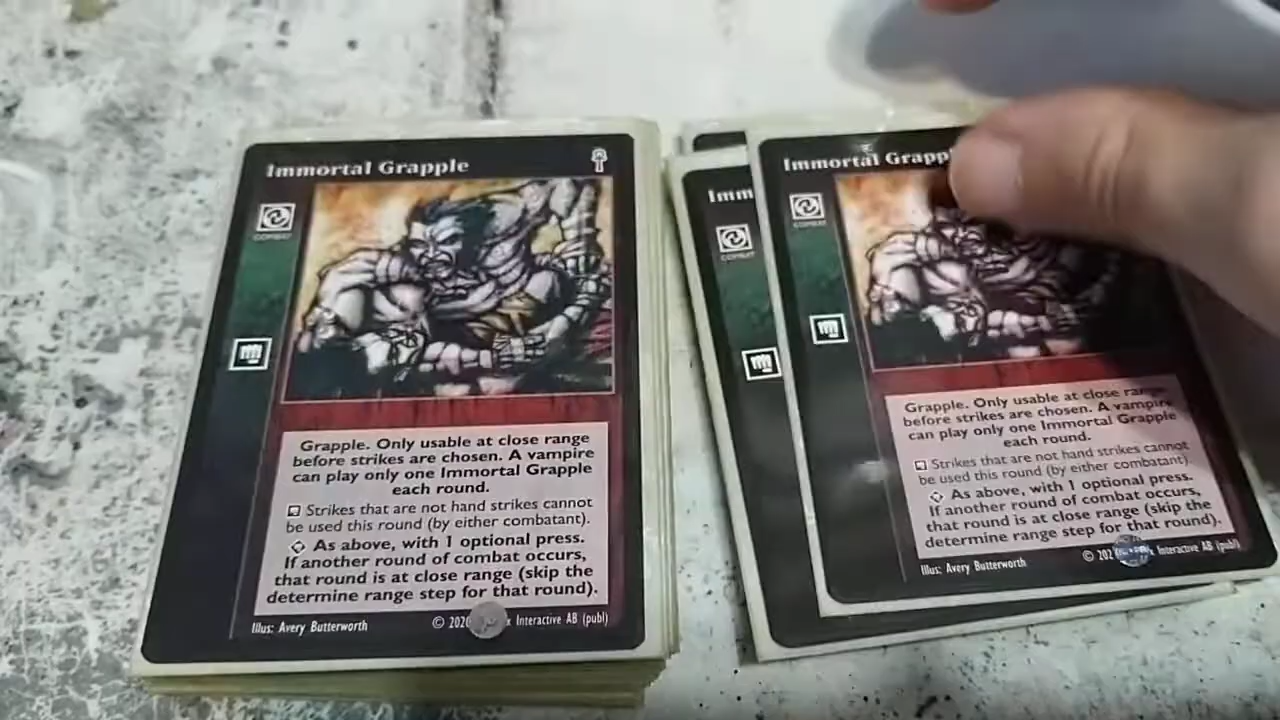 Immortal Grapple
COMBAT
Grapple. Only usable at close range
before strikes are chosen. A vampire
can play only one Immortal Grapple
each round.
Strikes that are not hand strikes cannot
be used this round (by either combatant).
As above, with 1 optional press.
If another round of combat occurs,
that round is at close range (skip the
determine range step for that round).
Illus: Avery Butterworth
© 2020 Interactive AB (publ)
Imm
COMBAT
Immortal Grapp
COMBAT
Grapple. Only usable at close range
before strikes are chosen. A vampire
can play only one Immortal Grapple
each round.
Strikes that are not hand strikes cannot
be used this round (by either combatant).
As above, with 1 optional press.
If another round of combat occurs,
that round is at close range (skip the
determine range step for that round).
Illus: Avery Butterworth
© 202 Interactive AB (publ)